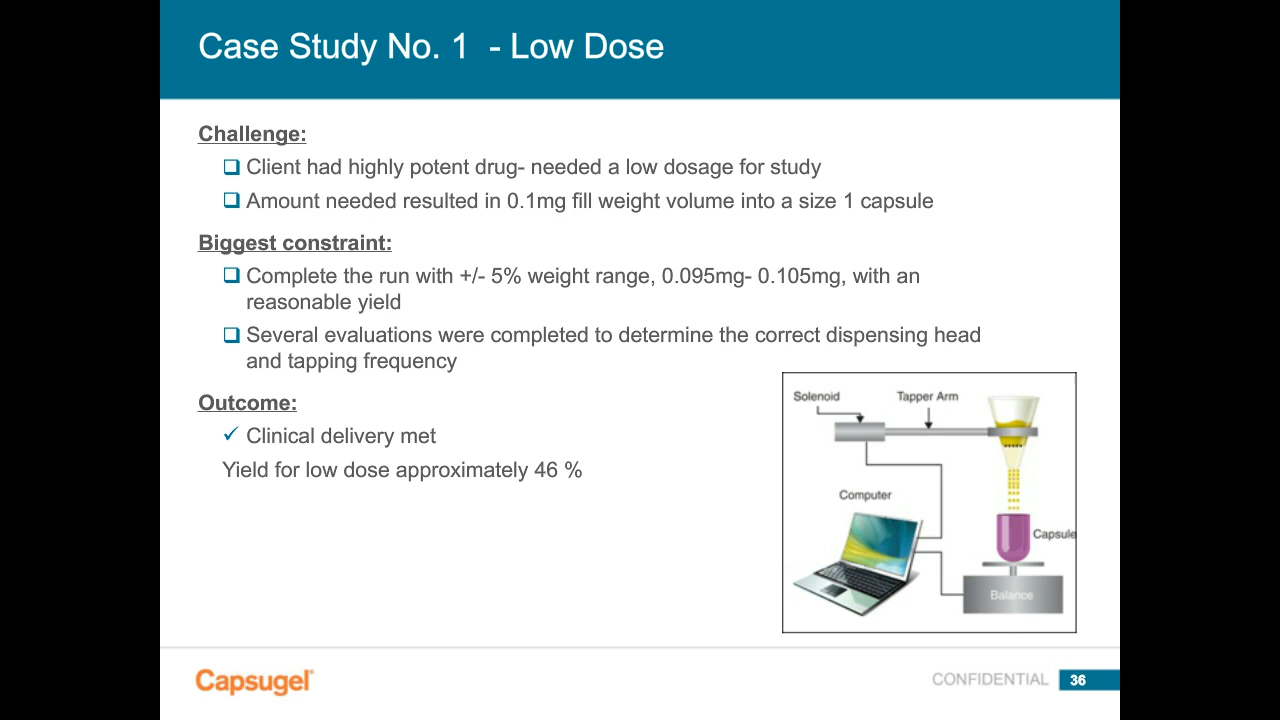 Case Study No. 1  - Low Dose
Challenge:
Client had highly potent drug- needed a low dosage for study
Amount needed resulted in 0.1mg fill weight volume into a size 1 capsule
Biggest constraint:
Complete the run with +/- 5% weight range, 0.095mg- 0.105mg, with an
reasonable yield
Several evaluations were completed to determine the correct dispensing head
and tapping frequency
Outcome:
Clinical delivery met
Yield for low dose approximately 46 %
Solenoid
Tapper Arm
Computer
Capsule
Balance
Capsugel
CONFIDENTIAL
36